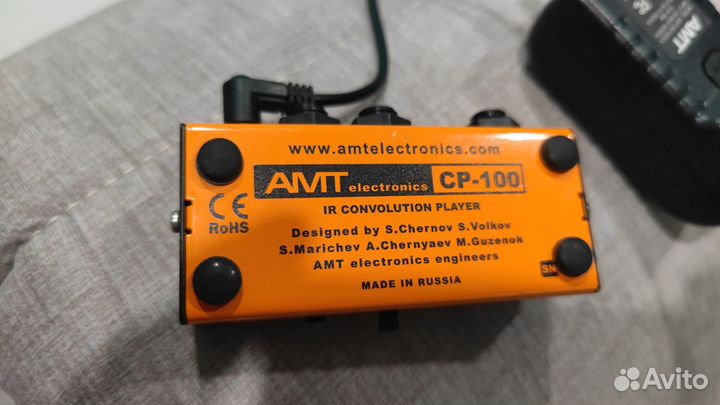 www.amtelectronics.com
AMT electronics CP-100
IR CONVOLUTION PLAYER
CE
RoHS
Designed by S.Chernov S.Volkov
S.Marichev A.Chernyaev M.Guzenok
AMT electronics engineers
SN
MADE IN RUSSIA
AMT
Avito